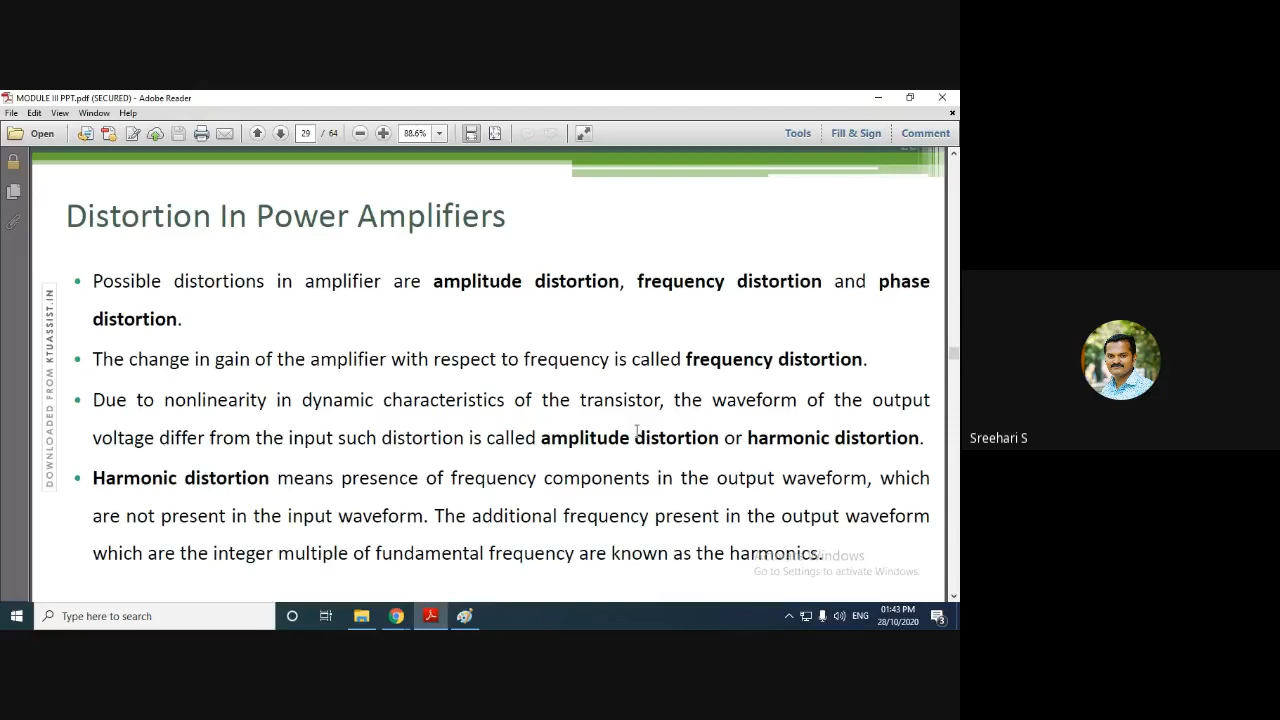 MODULE III PPT.pdf (SECURED) - Adobe Reader
File Edit View Window Help
Open 29 / 64 88.6% Tools Fill & Sign Comment
Distortion In Power Amplifiers
• Possible distortions in amplifier are amplitude distortion, frequency distortion and phase
distortion.
• The change in gain of the amplifier with respect to frequency is called frequency distortion.
• Due to nonlinearity in dynamic characteristics of the transistor, the waveform of the output
voltage differ from the input such distortion is called amplitude distortion or harmonic distortion.
• Harmonic distortion means presence of frequency components in the output waveform, which
are not present in the input waveform. The additional frequency present in the output waveform
which are the integer multiple of fundamental frequency are known as the harmonics.
DOWNLOADED FROM KTUASSIST.IN
Activate Windows
Go to Settings to activate Windows.
Sreehari S
Type here to search
ENG
01:43 PM
28/10/2020
3